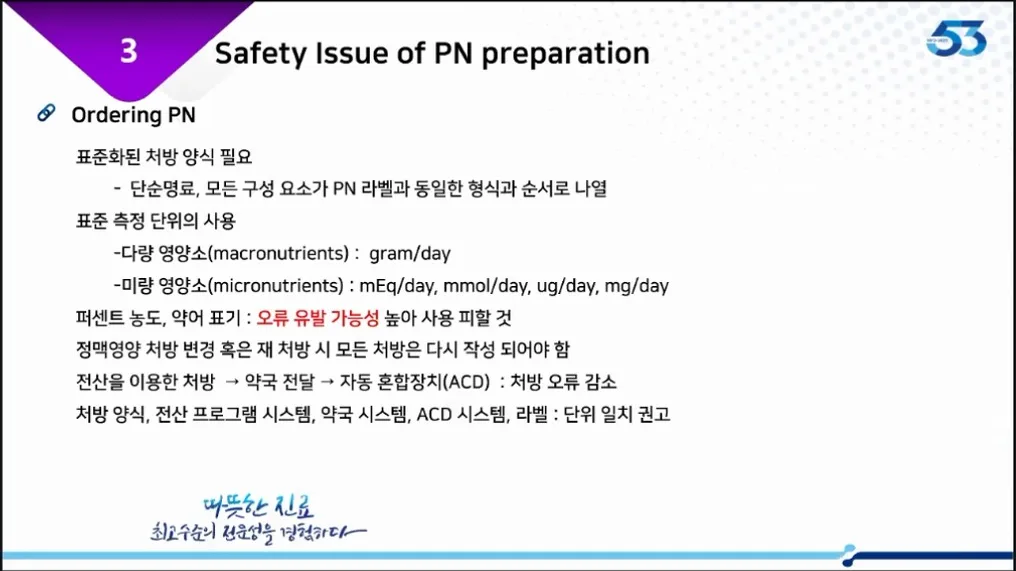 3
Safety Issue of PN preparation
53
Ordering PN
표준화된 처방 양식 필요
- 단순명료, 모든 구성 요소가 PN 라벨과 동일한 형식과 순서로 나열
표준 측정 단위의 사용
-다량 영양소(macronutrients) : gram/day
-미량 영양소(micronutrients) : mEq/day, mmol/day, ug/day, mg/day
퍼센트 농도, 약어 표기 : 오류 유발 가능성 높아 사용 피할 것
정맥영양 처방 변경 혹은 재 처방 시 모든 처방은 다시 작성 되어야 함
전산을 이용한 처방 → 약국 전달 → 자동 혼합장치(ACD) : 처방 오류 감소
처방 양식, 전산 프로그램 시스템, 약국 시스템, ACD 시스템, 라벨 : 단위 일치 권고
따뜻한 진료
최고수준의 전문성을 경험하다